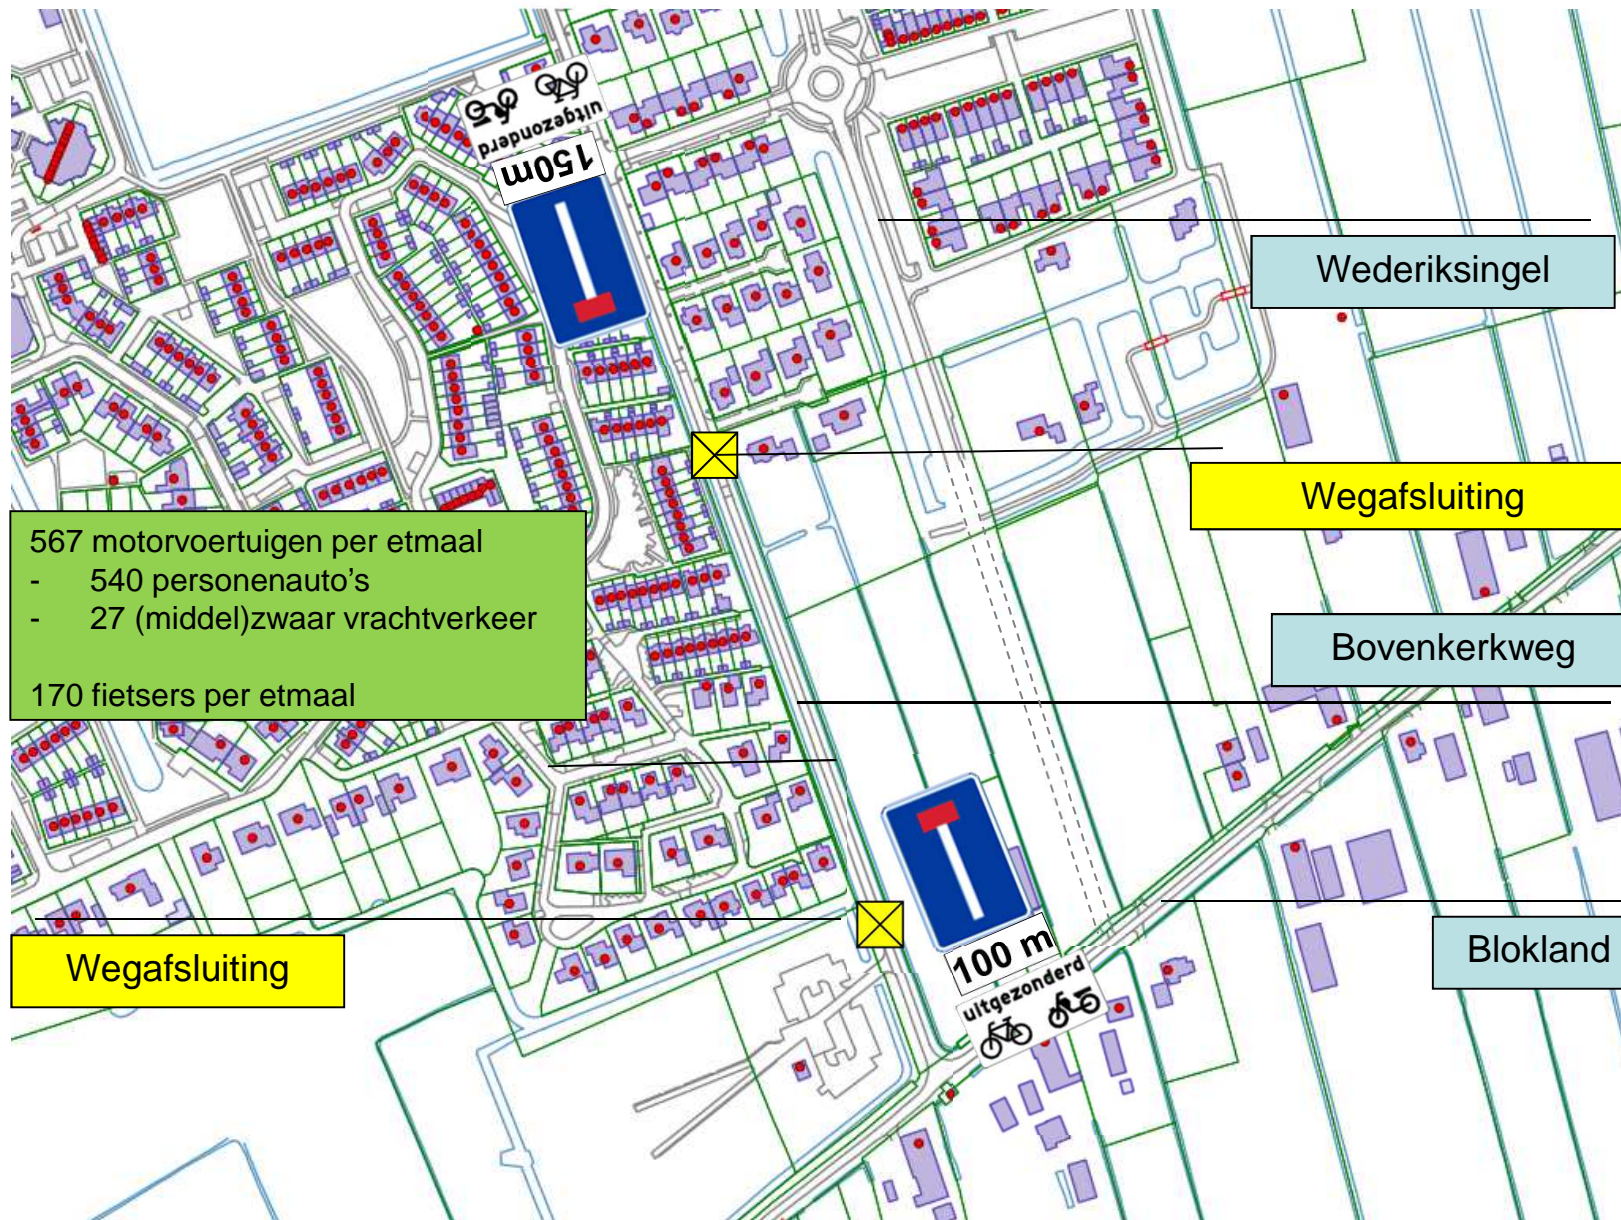 uitgezonderd
150m
Wederiksingel
Wegafsluiting
567 motorvoertuigen per etmaal
- 540 personenauto's
- 27 (middel)zwaar vrachtverkeer
170 fietsers per etmaal
Bovenkerkweg
Wegafsluiting
100 m
uitgezonderd
Blokland